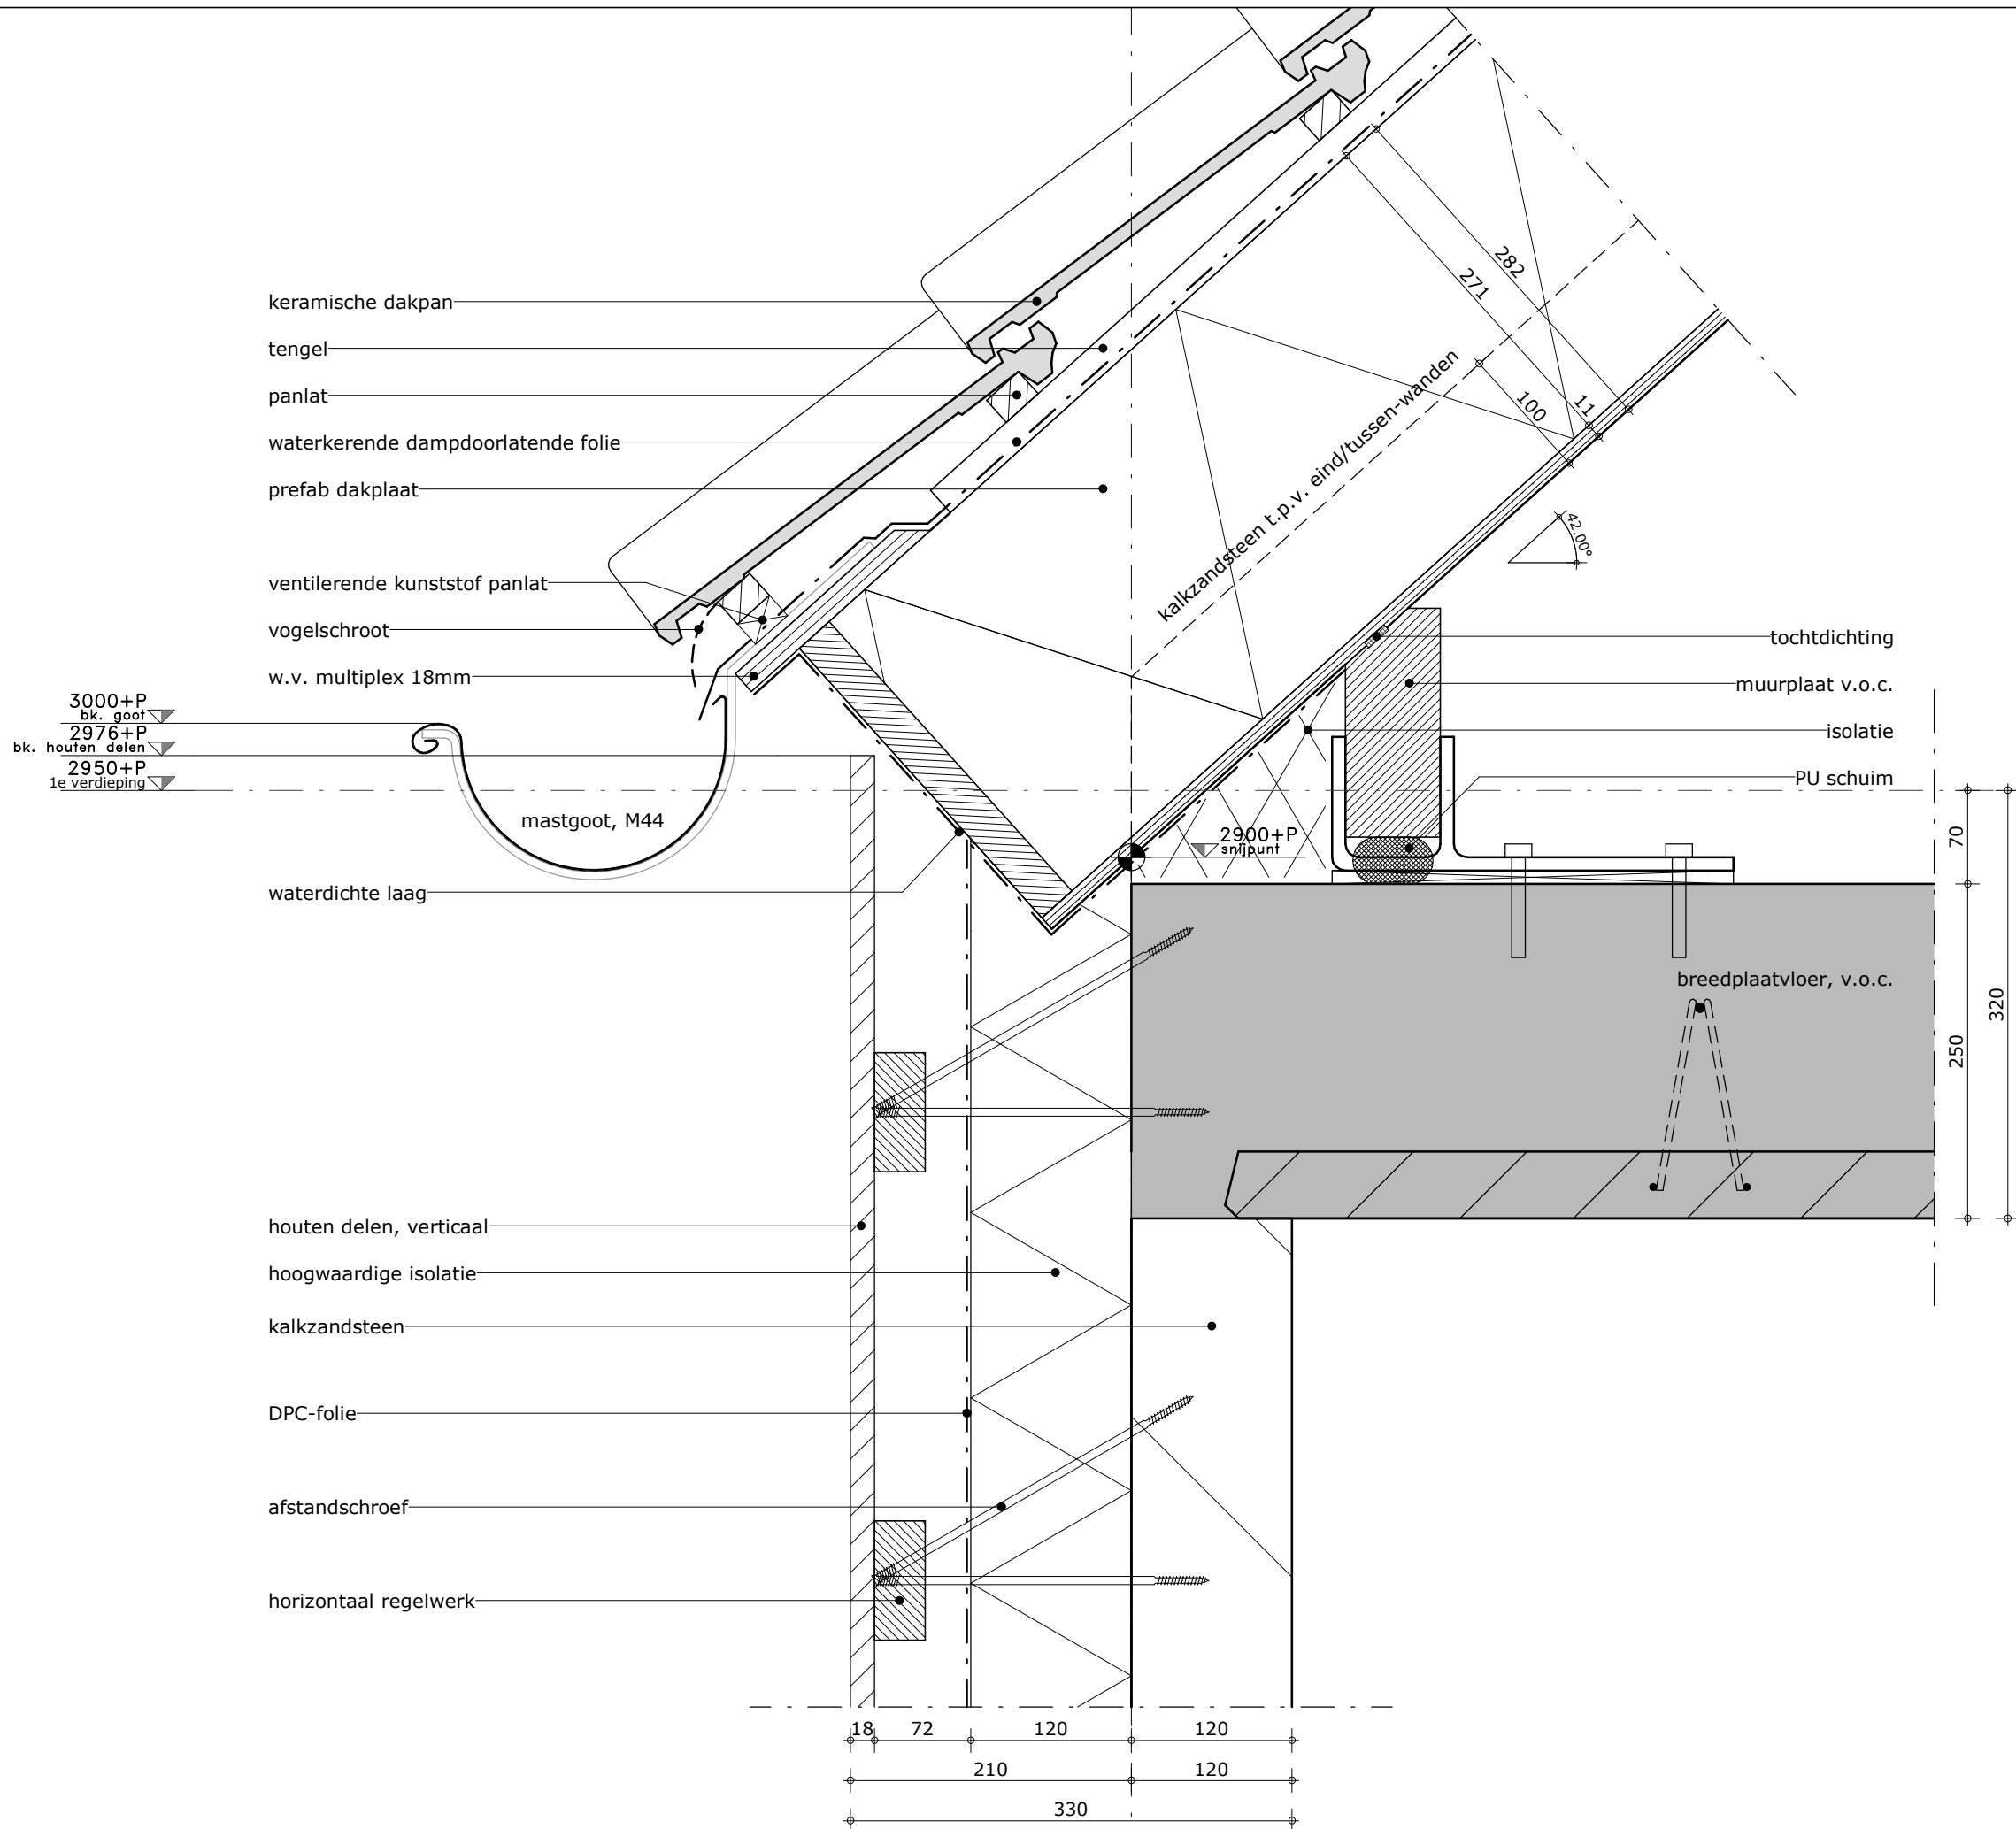 keramische dakpan
tengel
panlat
waterkerende dampdoorlatende folie
prefab dakplaat
ventilerende kunststof panlat
vogelschroot
w.v. multiplex 18mm
3000+P
bk. goot
2976+P
bk. houten delen
2950+P
1e verdieping
mastgoot, M44
waterdichte laag
282
271
100
11
kalkzandsteen t.p.v. eind/tussen-wanden
42.00°
tochtdichting
muurplaat v.o.c.
isolatie
PU schuim
2900+P
snijpunt
70
breedplaatvloer, v.o.c.
320
250
houten delen, verticaal
hoogwaardige isolatie
kalkzandsteen
DPC-folie
afstandschroef
horizontaal regelwerk
18 72 120 120
210 120
330